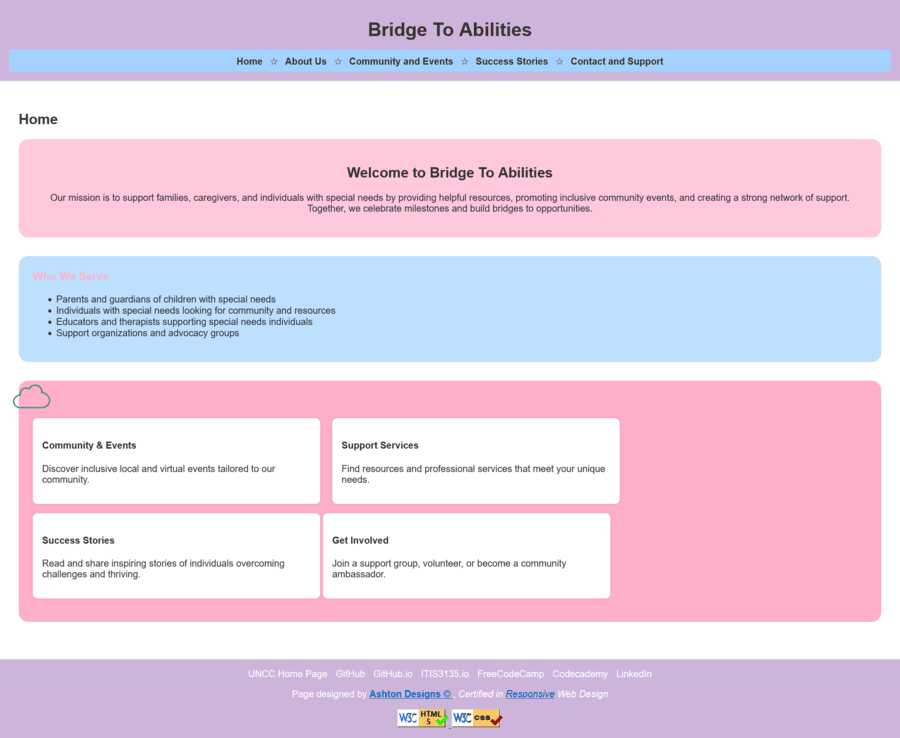 Bridge To Abilities
Home ☆ About Us ☆ Community and Events ☆ Success Stories ☆ Contact and Support
Home
Welcome to Bridge To Abilities
Our mission is to support families, caregivers, and individuals with special needs by providing helpful resources, promoting inclusive community events, and creating a strong network of support.
Together, we celebrate milestones and build bridges to opportunities.
Who We Serve
• Parents and guardians of children with special needs
• Individuals with special needs looking for community and resources
• Educators and therapists supporting special needs individuals
• Support organizations and advocacy groups
Community & Events
Discover inclusive local and virtual events tailored to our
community.
Support Services
Find resources and professional services that meet your unique
needs.
Success Stories
Read and share inspiring stories of individuals overcoming
challenges and thriving.
Get Involved
Join a support group, volunteer, or become a community
ambassador.
UNCC Home Page GitHub GitHub.io ITIS3135.io FreeCodeCamp Codecademy LinkedIn
Page designed by Ashton Designs © , Certified in Responsive Web Design
W3C HTML 5 W3C css